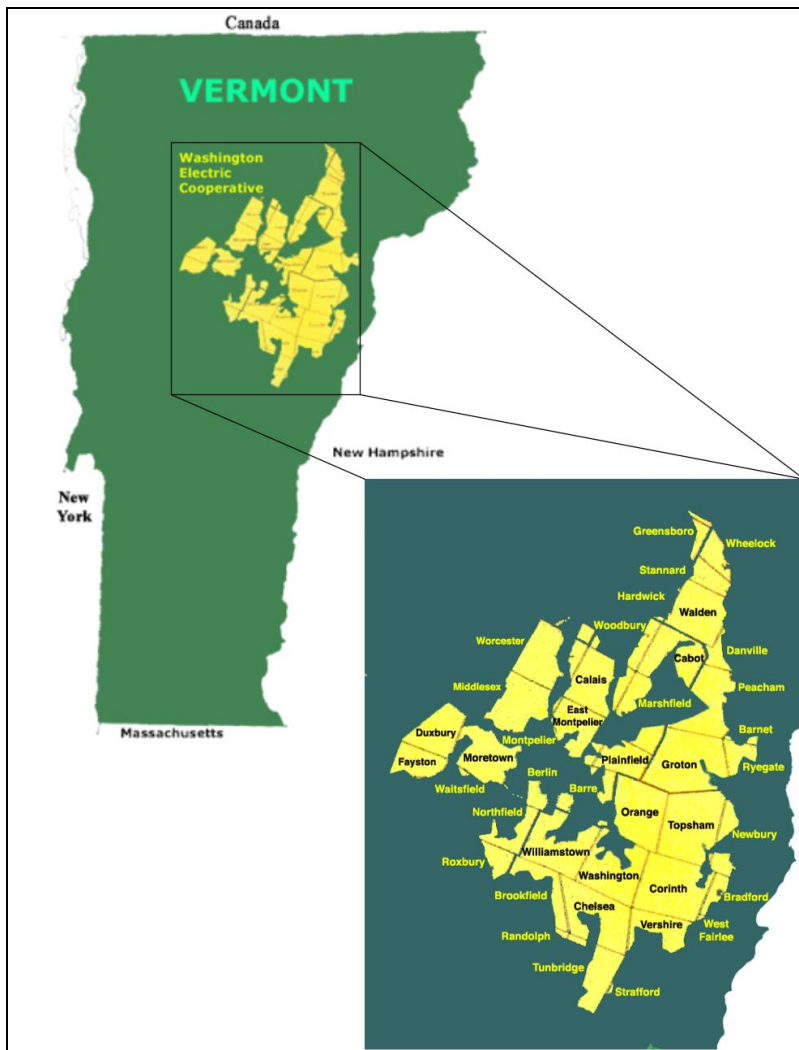 Canada
VERMONT
Washington
Electric
Cooperative
New Hampshire
New
York
Massachusetts
Greensboro
Wheelock
Stannard
Hardwick
Walden
Woodbury
Worcester
Danville
Cabot
Calais
Middlesex
Peacham
Marshfield
East
Montpelier
Duxbury
Montpelier
Barnet
Moretown
Plainfield
Groton
Fayston
Ryegate
Berlin
Waitsfield
Barre
Northfield
Orange
Topsham
Newbury
Williamstown
Roxbury
Washington
Corinth
Brookfield
Bradford
Chelsea
West
Fairlee
Vershire
Randolph
Tunbridge
Strafford